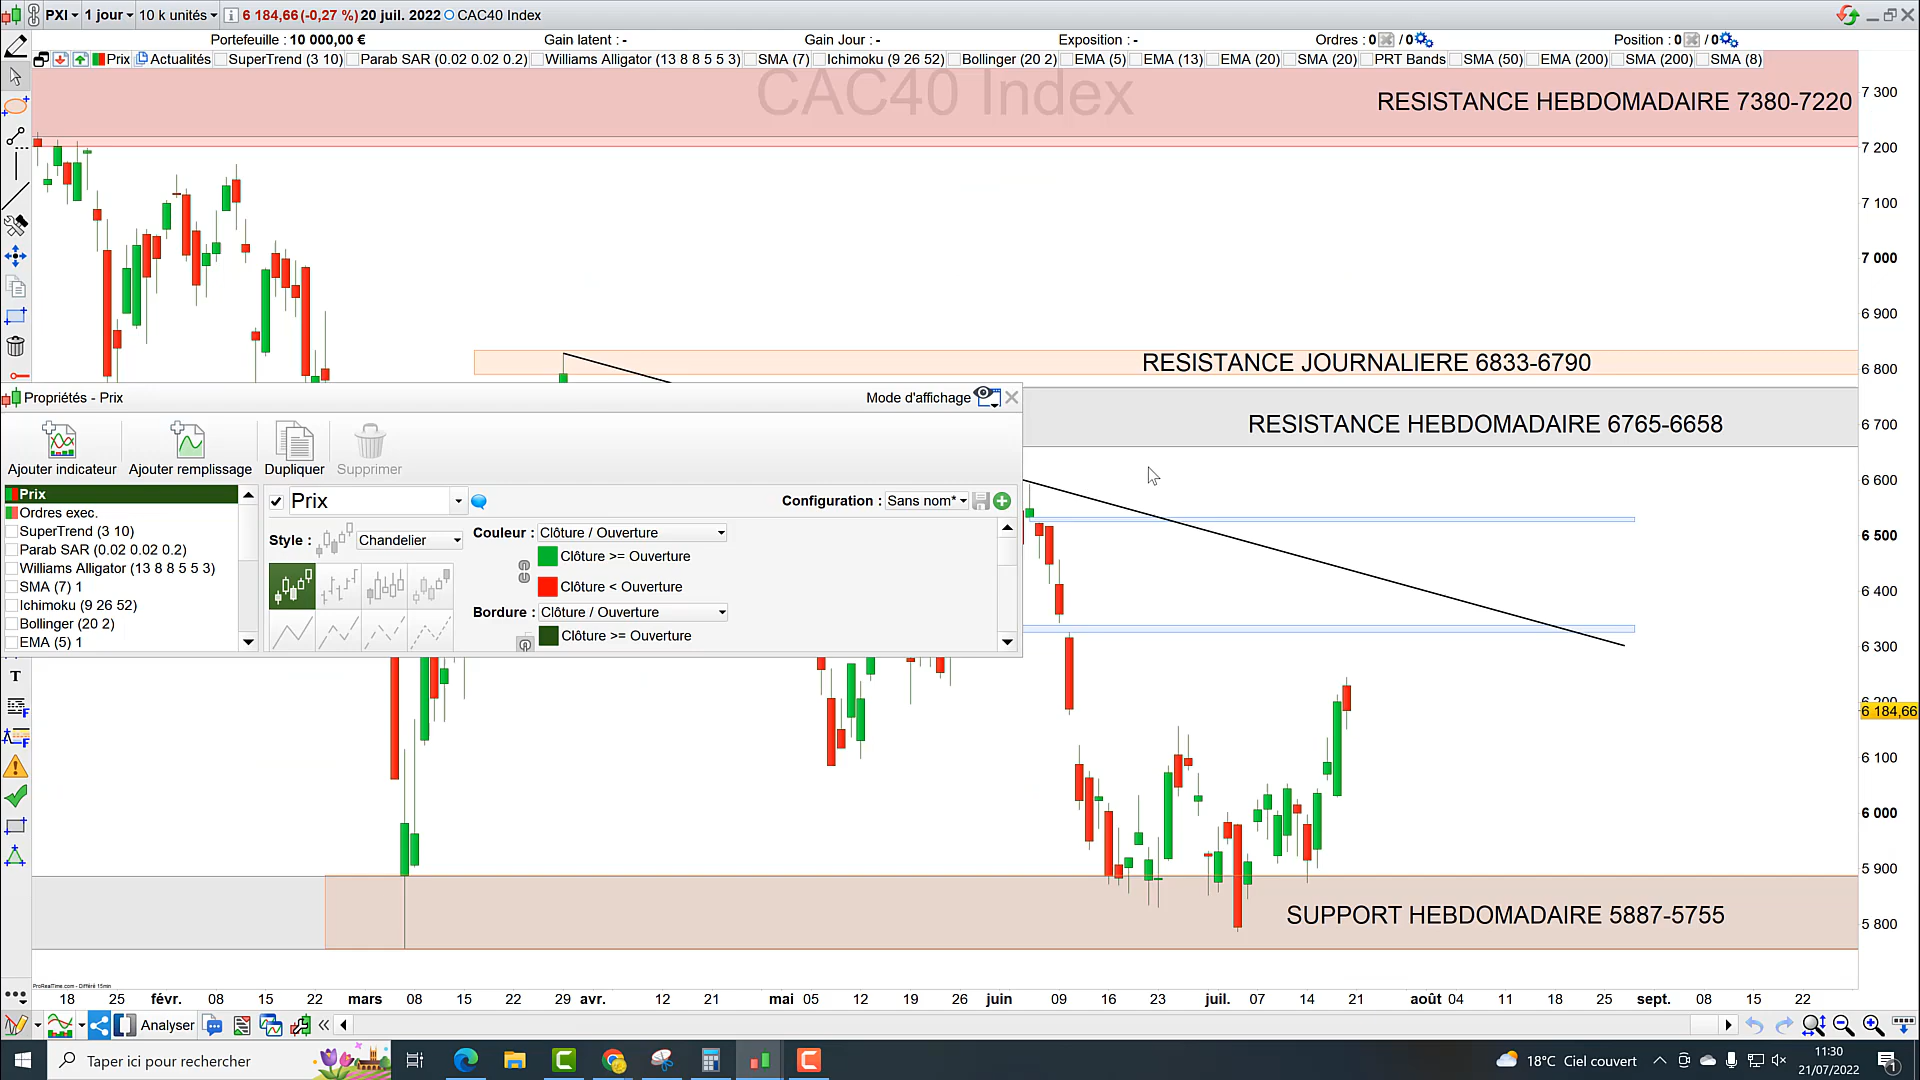 PXI 1 jour 10 k unités 6 184,66 (-0,27 %) 20 juil. 2022 CAC40 Index
Portefeuille : 10 000,00 € Gain latent : - Gain Jour : - Exposition : - Ordres : 0 / 0 Position : 0 / 0
Prix Actualités SuperTrend (3 10) Parab SAR (0.02 0.02 0.2) Williams Alligator (13 8 8 5 5 3) SMA (7) Ichimoku (9 26 52) Bollinger (20 2) EMA (5) EMA (13) EMA (20) SMA (20) PRT Bands SMA (50) EMA (200) SMA (200) SMA (8)
CAC40 Index
RESISTANCE HEBDOMADAIRE 7380-7220
7 300
7 200
7 100
7 000
6 900
RESISTANCE JOURNALIERE 6833-6790
6 800
RESISTANCE HEBDOMADAIRE 6765-6658
6 700
6 600
6 500
6 400
6 300
6 184,66
6 100
6 000
5 900
SUPPORT HEBDOMADAIRE 5887-5755
5 800
Propriétés - Prix Mode d'affichage
Ajouter indicateur Ajouter remplissage Dupliquer Supprimer
Prix
Ordres exec.
SuperTrend (3 10)
Parab SAR (0.02 0.02 0.2)
Williams Alligator (13 8 8 5 5 3)
SMA (7) 1
Ichimoku (9 26 52)
Bollinger (20 2)
EMA (5) 1
Prix Configuration : Sans nom*
Style : Chandelier Couleur : Clôture / Ouverture
Clôture >= Ouverture
Clôture < Ouverture
Bordure : Clôture / Ouverture
Clôture >= Ouverture
T
ProRealTime.com - Différé 15min
18 25 févr. 08 15 22 mars 08 15 22 29 avr. 12 21 mai 05 12 19 26 juin 09 16 23 juil. 07 14 21 août 04 11 18 25 sept. 08 15 22
Analyser
Taper ici pour rechercher
18°C Ciel couvert
11:30
21/07/2022
1